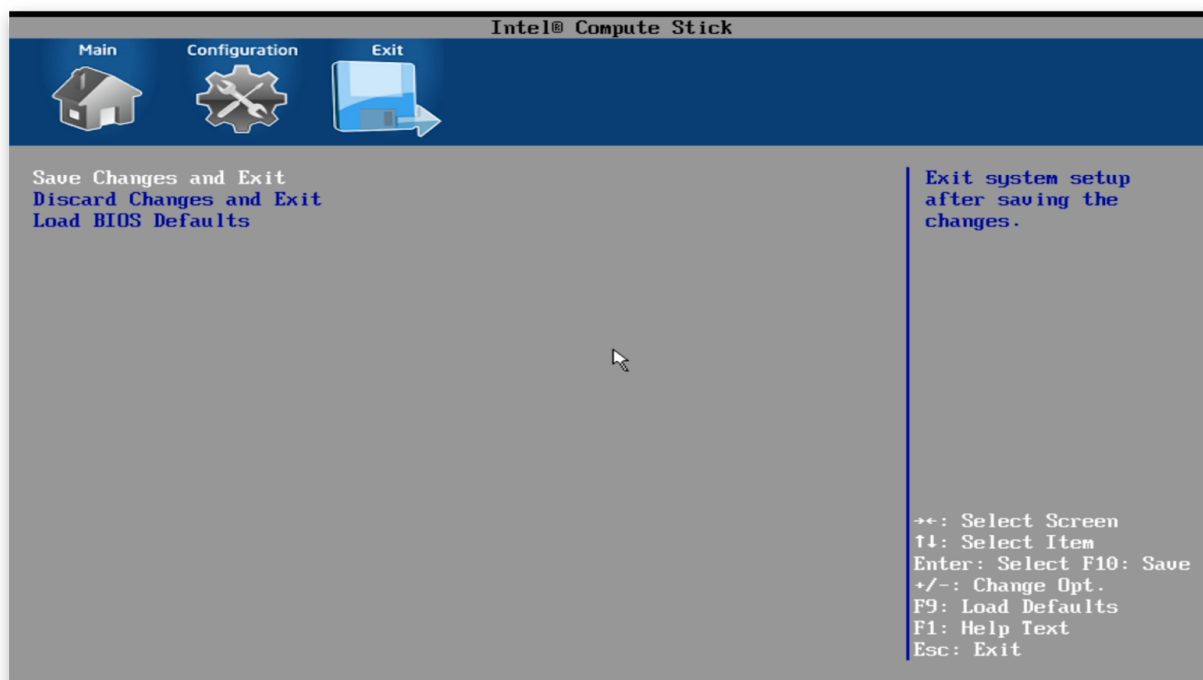 Intel® Compute Stick
Main Configuration Exit
Save Changes and Exit
Discard Changes and Exit
Load BIOS Defaults
Exit system setup
after saving the
changes.
→←: Select Screen
↑↓: Select Item
Enter: Select F10: Save
+/-: Change Opt.
F9: Load Defaults
F1: Help Text
Esc: Exit